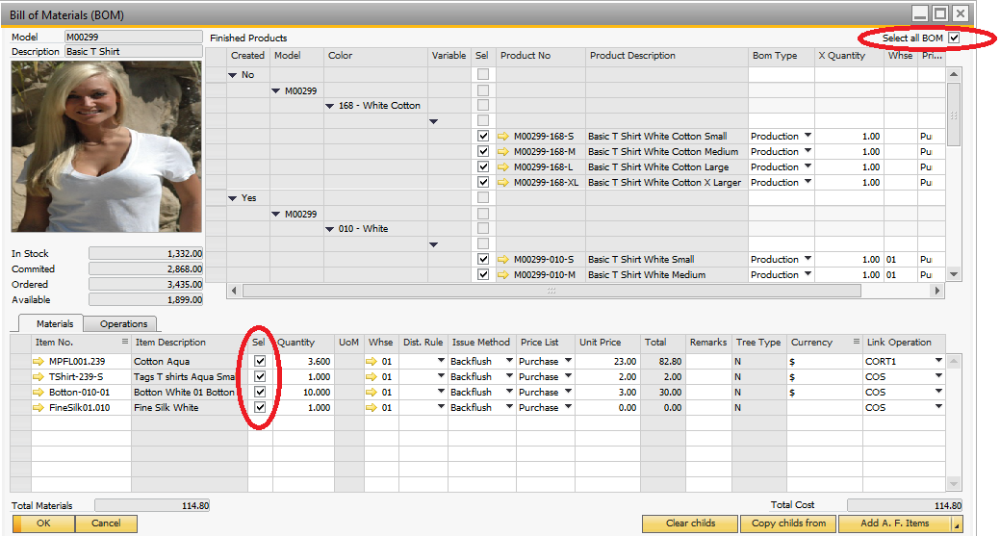 Bill of Materials (BOM)
Model M00299
Description Basic T Shirt
Finished Products
Select all BOM
Created Model Color Variable Sel Product No Product Description Bom Type X Quantity Whse Pri...
No
M00299
168 - White Cotton
M00299-168-S Basic T Shirt White Cotton Small Production 1.00 Pu
M00299-168-M Basic T Shirt White Cotton Medium Production 1.00 Pu
M00299-168-L Basic T Shirt White Cotton Large Production 1.00 Pu
M00299-168-XL Basic T Shirt White Cotton X Larger Production 1.00 Pu
Yes
M00299
010 - White
M00299-010-S Basic T Shirt White Small Production 1.00 01 Pu
M00299-010-M Basic T Shirt White Medium Production 1.00 01 Pu
In Stock 1,332.00
Commited 2,868.00
Ordered 3,435.00
Available 1,899.00
Materials Operations
Item No. Item Description Sel Quantity UoM Whse Dist. Rule Issue Method Price List Unit Price Total Remarks Tree Type Currency Link Operation
MPFL001.239 Cotton Aqua 3.600 01 Backflush Purchase 23.00 82.80 N $ CORT1
TShirt-239-S Tags T shirts Aqua Smal 1.000 01 Backflush Purchase 2.00 2.00 N $ COS
Botton-010-01 Botton White 01 Botton 10.000 01 Backflush Purchase 3.00 30.00 N $ COS
FineSilk01.010 Fine Silk White 1.000 01 Backflush Purchase 0.00 0.00 N COS
Total Materials 114.80
Total Cost 114.80
OK Cancel Clear childs Copy childs from Add A. F. Items